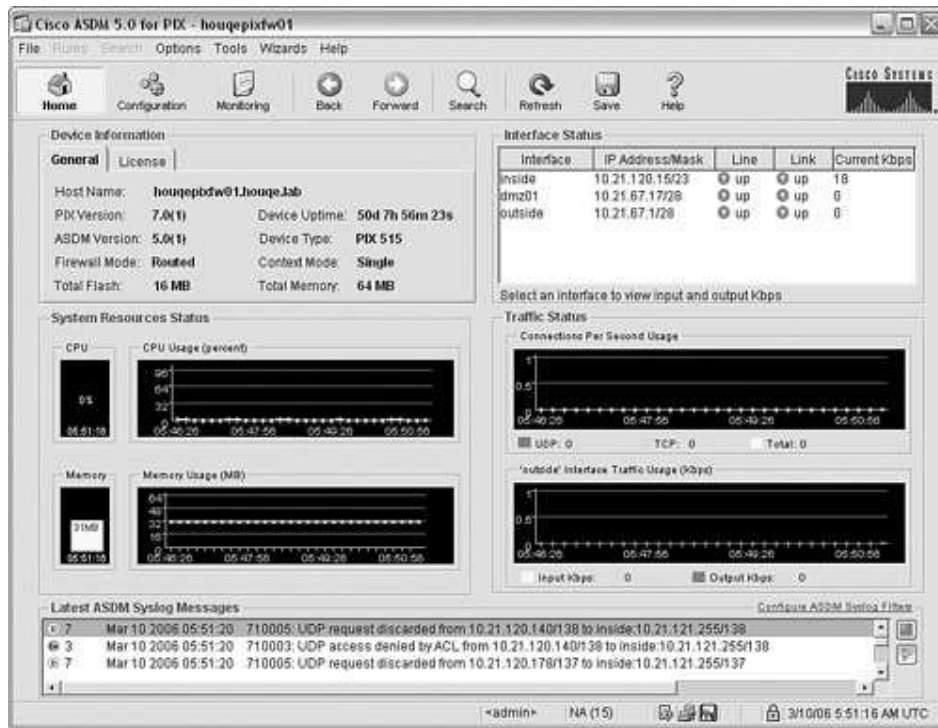 Cisco ASDM 5.0 for PIX - houqepixfw01
File Rules Search Options Tools Wizards Help
Home Configuration Monitoring Back Forward Search Refresh Save Help
CISCO SYSTEMS
Device Information
General License
Host Name: houqepixfw01.houqe.lab
PIX Version: 7.0(1) Device Uptime: 50d 7h 56m 23s
ASDM Version: 5.0(1) Device Type: PIX 515
Firewall Mode: Routed Context Mode: Single
Total Flash: 16 MB Total Memory: 64 MB
Interface Status
Interface IP Address/Mask Line Link Current Kbps
inside 10.21.120.15/23 up up 18
dmz01 10.21.67.17/28 up up 0
outside 10.21.67.1/28 up up 0
Select an interface to view input and output Kbps
System Resources Status
CPU
0%
05:51:16
CPU Usage (percent)
96
64
32
0
05:46:26 05:47:56 05:49:26 05:50:56
Memory
31MB
05:51:16
Memory Usage (MB)
64
48
32
16
0
05:46:26 05:47:56 05:49:26 05:50:56
Traffic Status
Connections Per Second Usage
1
0.5
0
05:46:26 05:47:56 05:49:26 05:50:56
UDP: 0 TCP: 0 Total: 0
'outside' Interface Traffic Usage (Kbps)
1
0.5
0
05:46:26 05:47:56 05:49:26 05:50:56
Input Kbps: 0 Output Kbps: 0
Latest ASDM Syslog Messages
Configure ASDM Syslog Filters
7 Mar 10 2006 05:51:20 710005: UDP request discarded from 10.21.120.140/138 to inside:10.21.121.255/138
3 Mar 10 2006 05:51:20 710003: UDP access denied by ACL from 10.21.120.140/138 to inside:10.21.121.255/138
7 Mar 10 2006 05:51:20 710005: UDP request discarded from 10.21.120.178/137 to inside:10.21.121.255/137
<admin> NA (15) 3/10/06 5:51:16 AM UTC